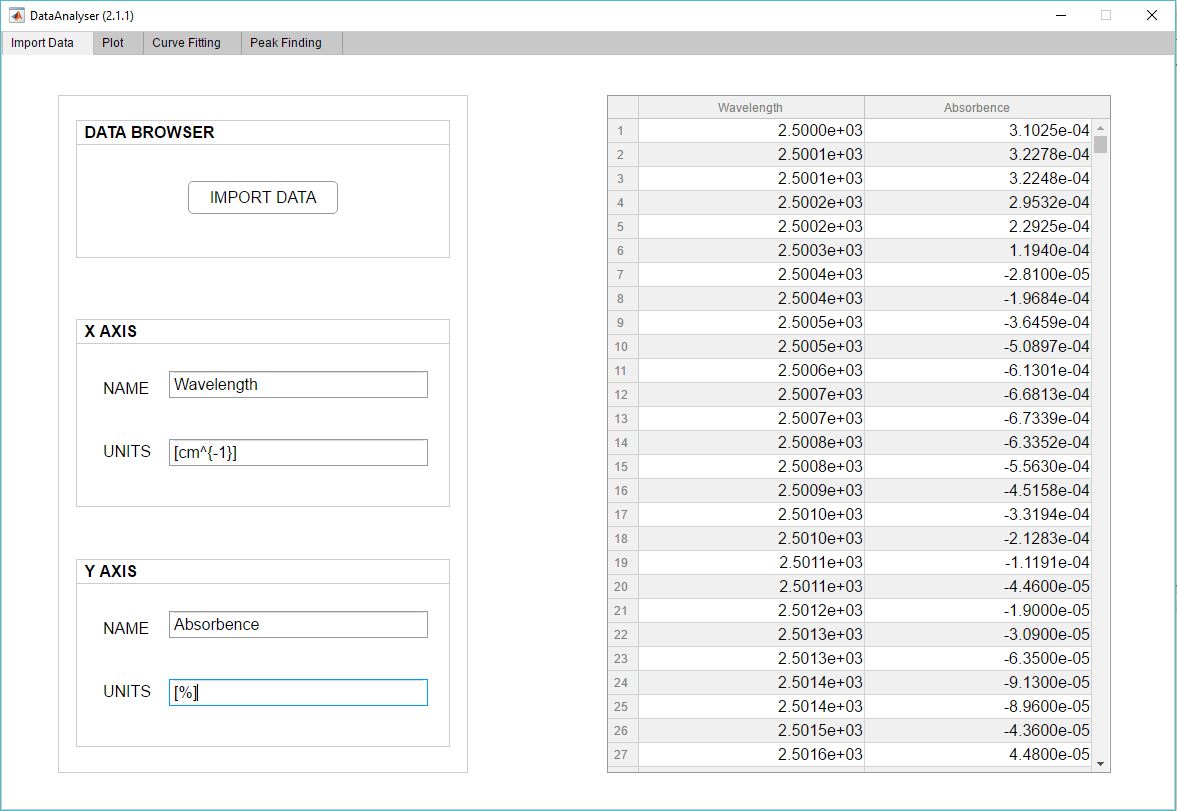 DataAnalyser (2.1.1)
Import Data Plot Curve Fitting Peak Finding
DATA BROWSER
IMPORT DATA
X AXIS
NAME Wavelength
UNITS [cm^{-1}]
Y AXIS
NAME Absorbence
UNITS [%]
Wavelength Absorbence
1 2.5000e+03 3.1025e-04
2 2.5001e+03 3.2278e-04
3 2.5001e+03 3.2248e-04
4 2.5002e+03 2.9532e-04
5 2.5002e+03 2.2925e-04
6 2.5003e+03 1.1940e-04
7 2.5004e+03 -2.8100e-05
8 2.5004e+03 -1.9684e-04
9 2.5005e+03 -3.6459e-04
10 2.5005e+03 -5.0897e-04
11 2.5006e+03 -6.1301e-04
12 2.5007e+03 -6.6813e-04
13 2.5007e+03 -6.7339e-04
14 2.5008e+03 -6.3352e-04
15 2.5008e+03 -5.5630e-04
16 2.5009e+03 -4.5158e-04
17 2.5010e+03 -3.3194e-04
18 2.5010e+03 -2.1283e-04
19 2.5011e+03 -1.1191e-04
20 2.5011e+03 -4.4600e-05
21 2.5012e+03 -1.9000e-05
22 2.5013e+03 -3.0900e-05
23 2.5013e+03 -6.3500e-05
24 2.5014e+03 -9.1300e-05
25 2.5014e+03 -8.9600e-05
26 2.5015e+03 -4.3600e-05
27 2.5016e+03 4.4800e-05